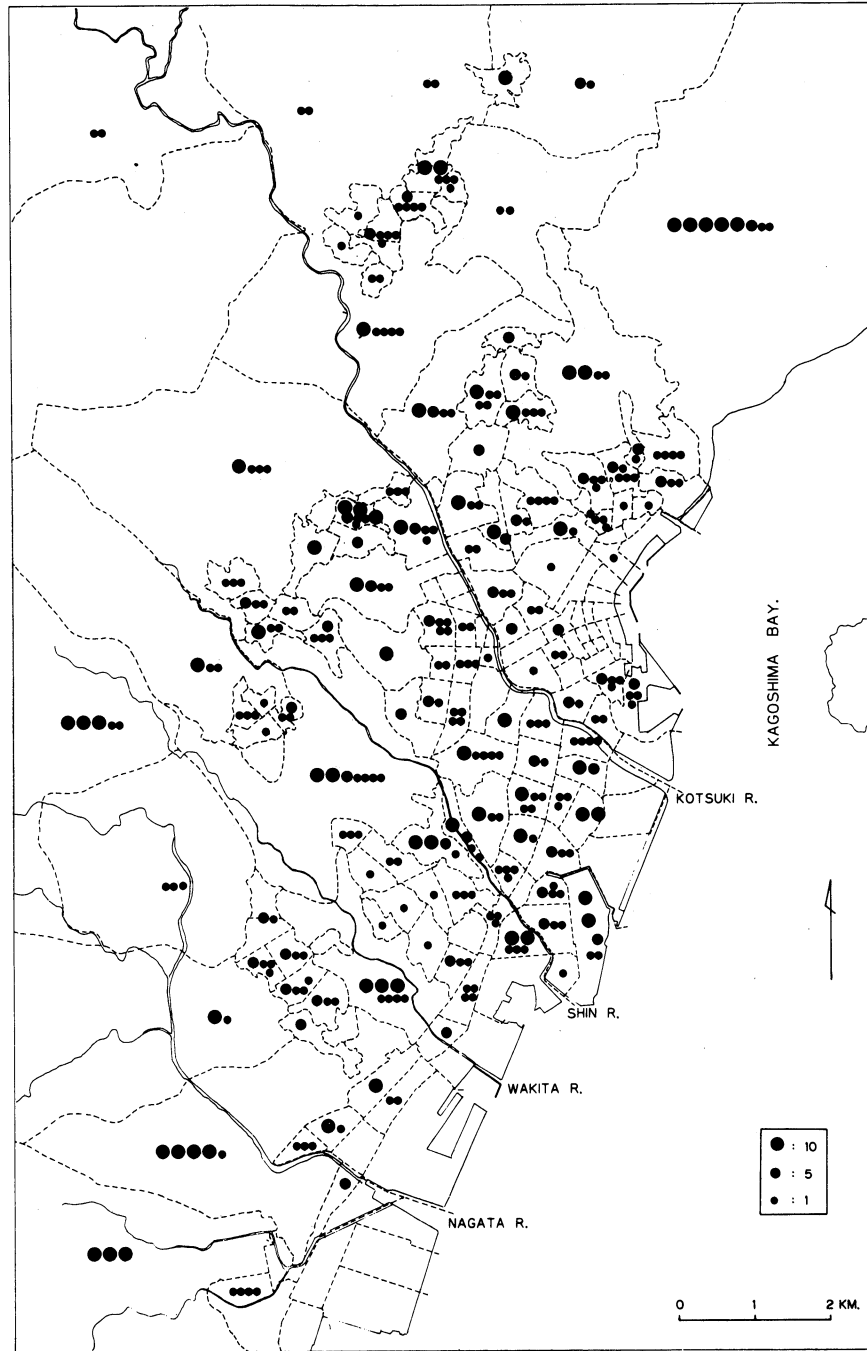 KAGOSHIMA BAY.
KOTSUKI R.
SHIN R.
WAKITA R.
NAGATA R.
: 10
: 5
: 1
0 1 2 KM.